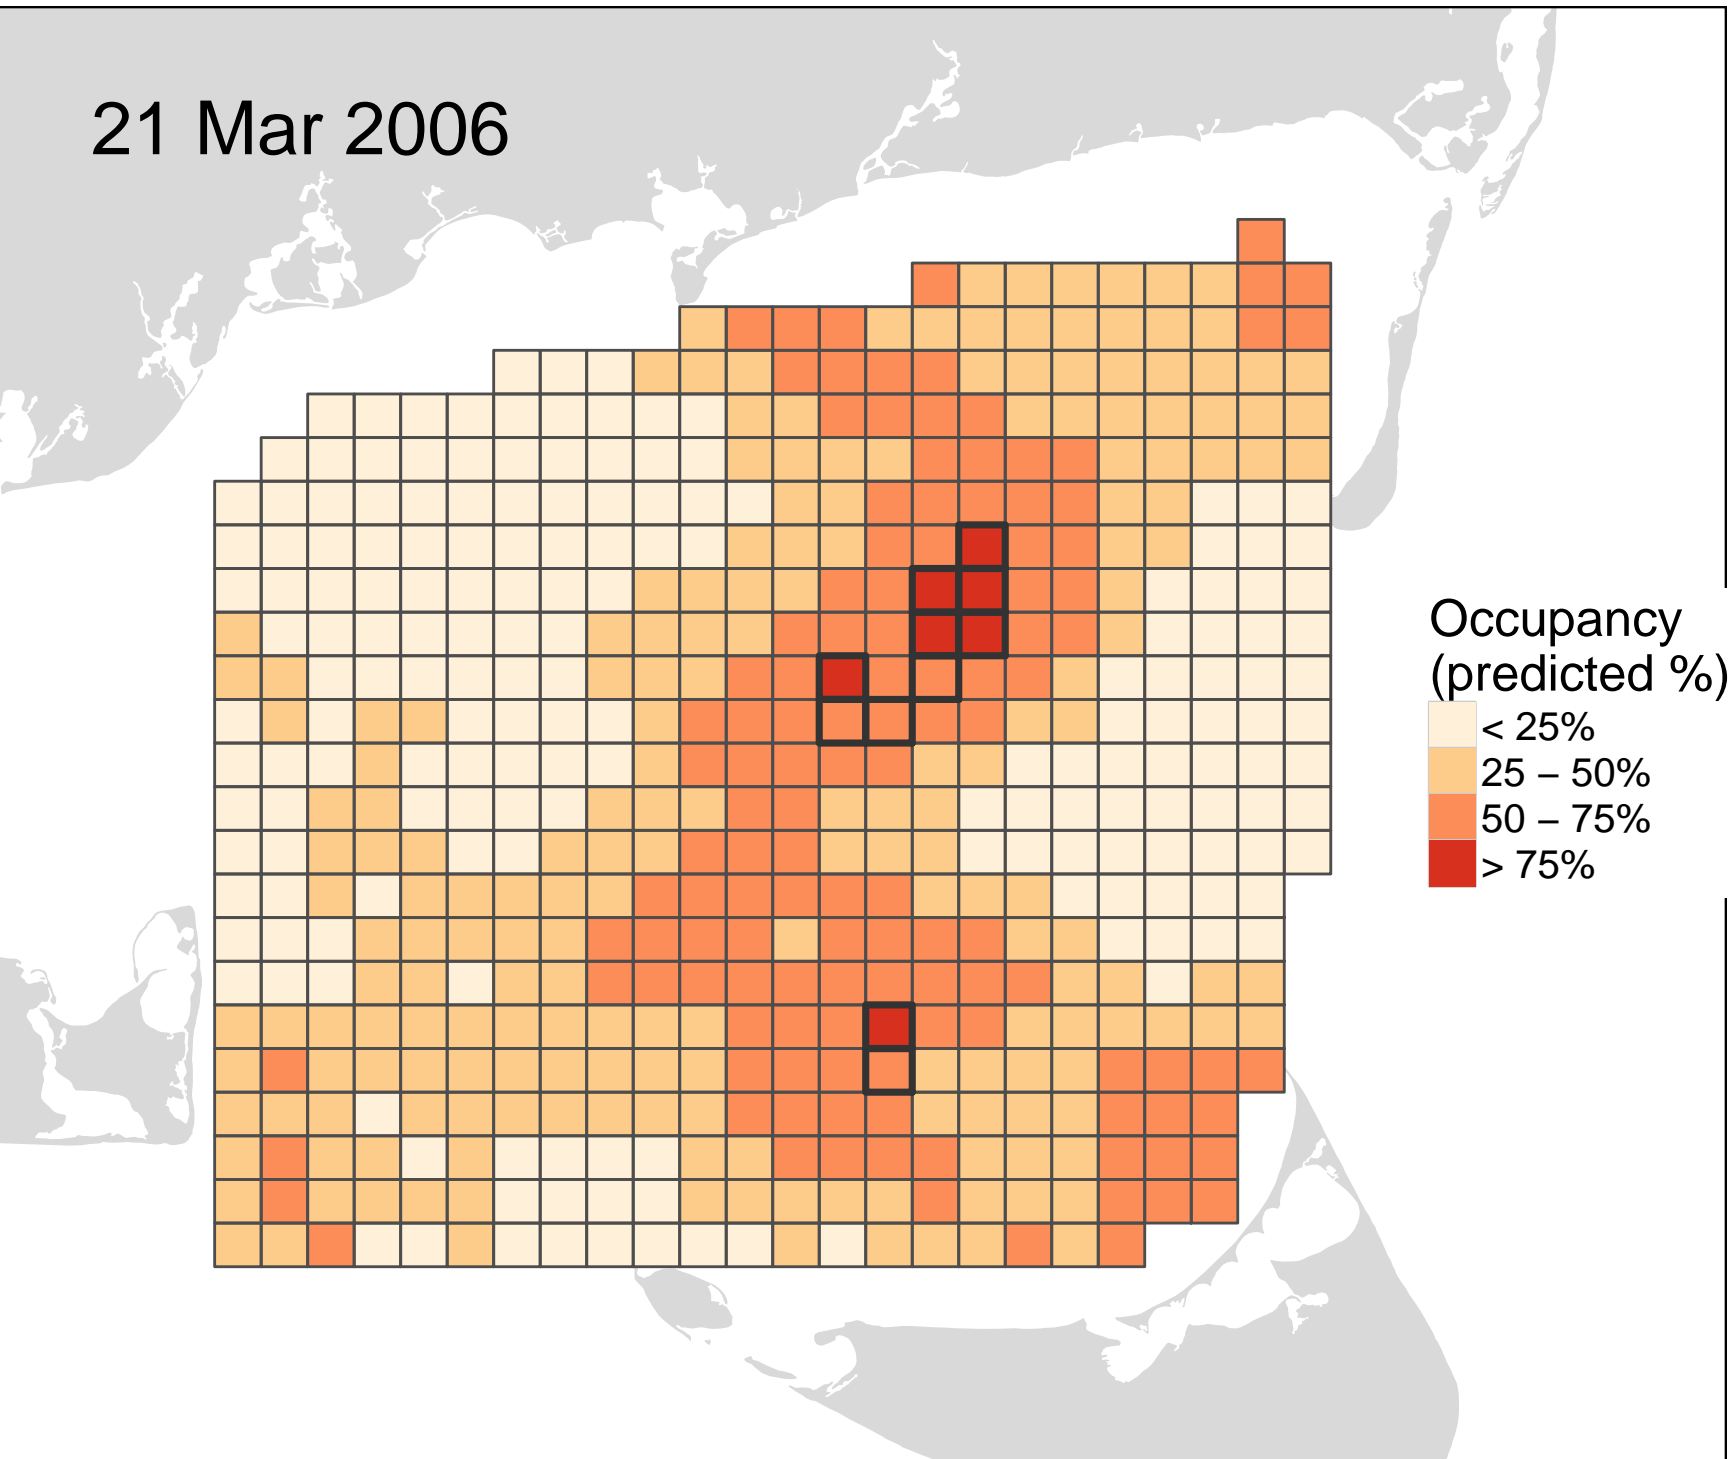 21 Mar 2006
Occupancy
(predicted %)
< 25%
25 – 50%
50 – 75%
> 75%